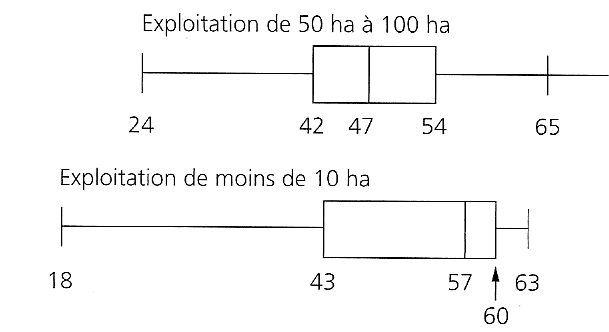 Exploitation de 50 ha à 100 ha
24 42 47 54 65
Exploitation de moins de 10 ha
18 43 57 63
60